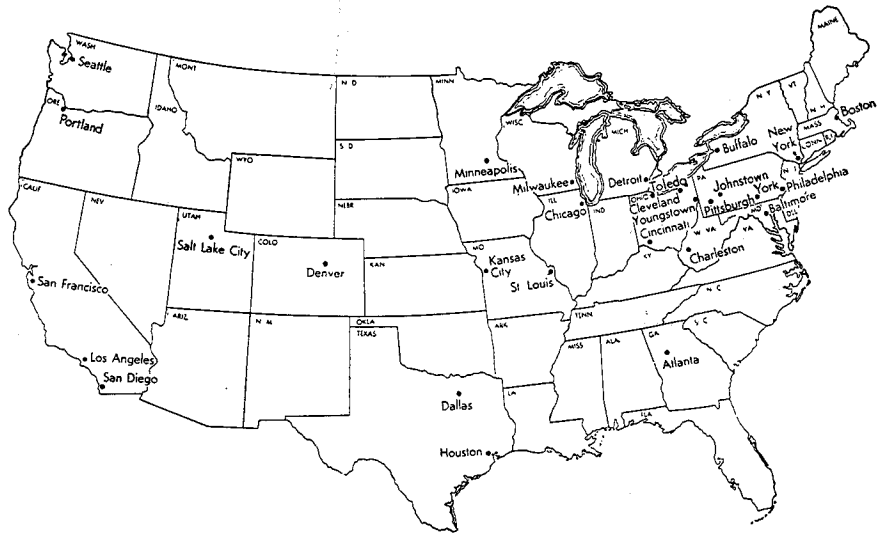 WASH
Seattle
ORE
Portland
IDAHO
MONT
N D
S D
WYO
NEBR
MINN
Minneapolis
WISC
Milwaukee
MICH
Detroit
IOWA
ILL
Chicago
IND
OHIO
Toledo
Cleveland
Youngstown
Cincinnati
PA
Johnstown
Pittsburgh
York
Philadelphia
Baltimore
MD
DEL
N J
New
York
N Y
Buffalo
VT
N H
MAINE
MASS
Boston
CONN
R I
CALIF
San Francisco
Los Angeles
San Diego
NEV
UTAH
Salt Lake City
COLO
Denver
KAN
MO
Kansas
City
St Louis
KY
W VA
VA
Charleston
ARIZ
N M
OKLA
TEXAS
Dallas
Houston
ARK
LA
TENN
N C
S C
MISS
ALA
GA
Atlanta